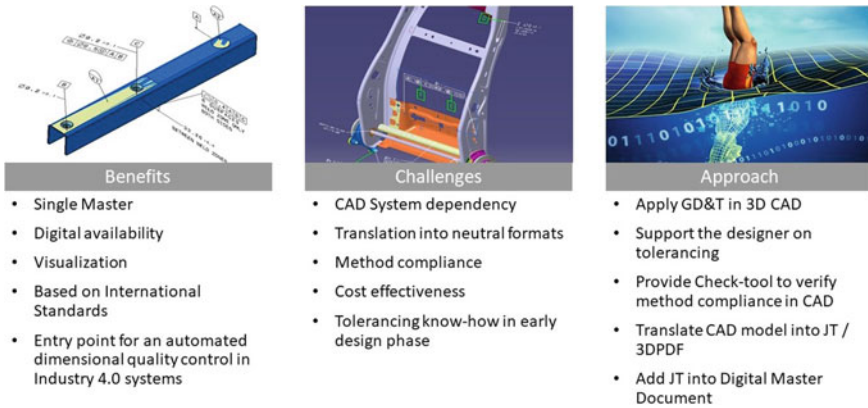 Benefits
• Single Master
• Digital availability
• Visualization
• Based on International
Standards
• Entry point for an automated
dimensional quality control in
Industry 4.0 systems
Challenges
• CAD System dependency
• Translation into neutral formats
• Method compliance
• Cost effectiveness
• Tolerancing know-how in early
design phase
Approach
• Apply GD&T in 3D CAD
• Support the designer on
tolerancing
• Provide Check-tool to verify
method compliance in CAD
• Translate CAD model into JT /
3DPDF
• Add JT into Digital Master
Document